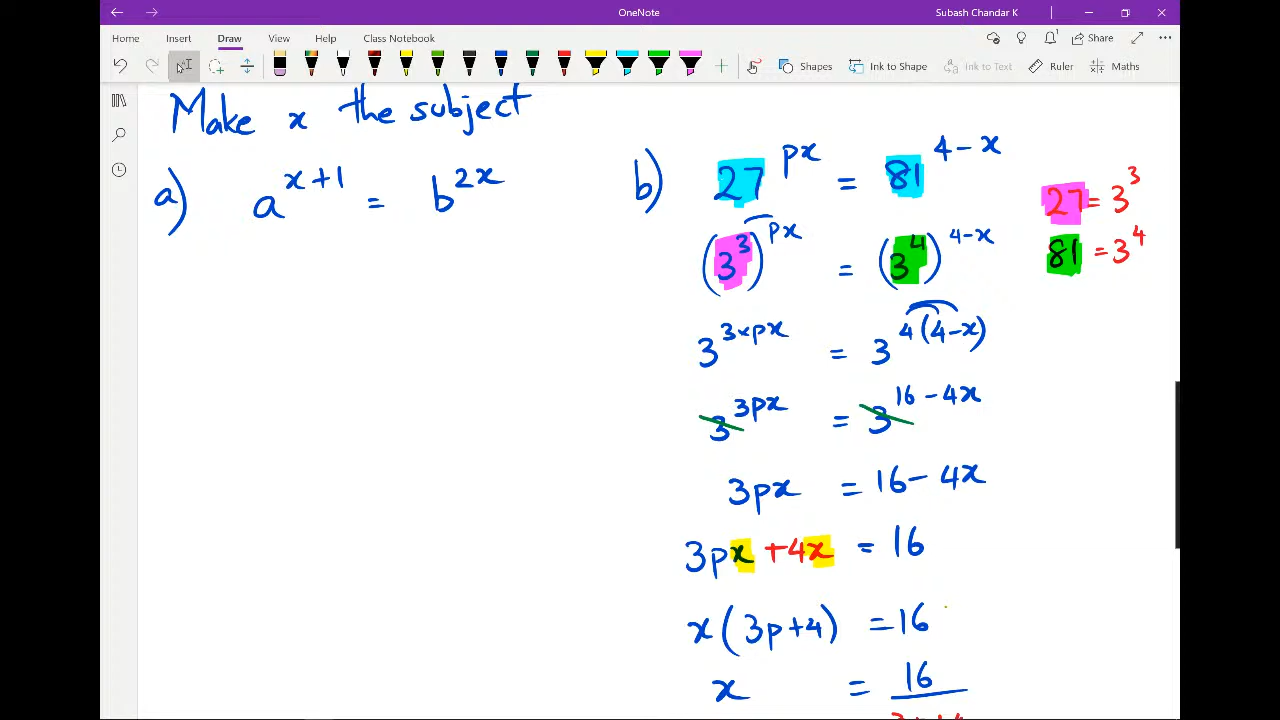 OneNote
Subash Chandar K
Home Insert Draw View Help Class Notebook
Share
Shapes Ink to Shape Ink to Text Ruler Maths
Make x the subject
a) a^{x+1} = b^{2x}
b) 27^{px} = 81^{4-x}
27 = 3^3
(3^3)^{px} = (3^4)^{4-x}
81 = 3^4
3^{3×px} = 3^{4(4-x)}
3^{3px} = 3^{16-4x}
3px = 16 - 4x
3px +4x = 16
x(3p+4) = 16
x = 16